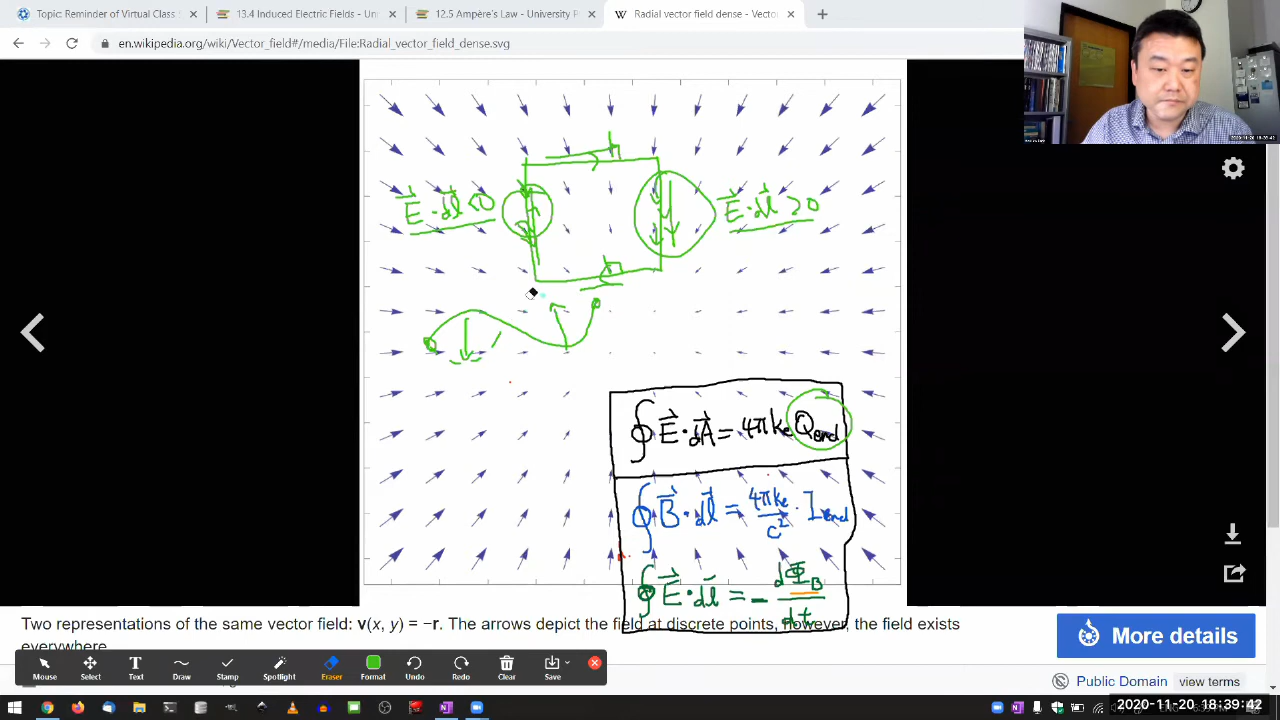 Topic: Reminder of Virtual Class S
13.4 Induced Electric Fields - Un
12.5 Ampère's Law - University P
Radial vector field dense - Vector
en.wikipedia.org/wiki/Vector_field#/media/File:Radial_vector_field_dense.svg
h
E⃗ · dl⃗ < 0
E⃗ · dl⃗ > 0
h
∮ E⃗ · dA⃗ = 4πke Qend
∮ B⃗ · dl⃗ = 4πke/c² · Iend
∮ E⃗ · dl⃗ = - dΦB/dt
Two representations of the same vector field: v(x, y) = −r. The arrows depict the field at discrete points, however, the field exists
everywhere.
More details
Public Domain view terms
Mouse Select Text Draw Stamp Spotlight Eraser Format Undo Redo Clear Save
2020-11-20 18:39:42